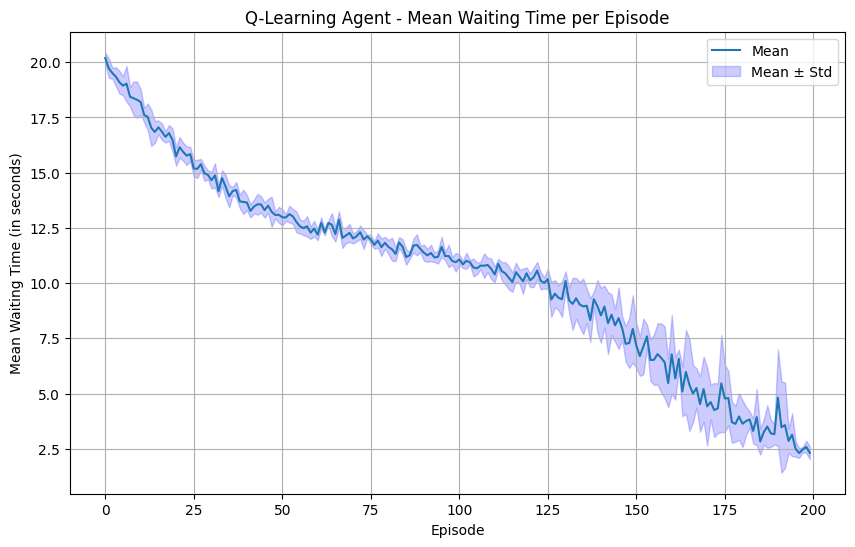 Q-Learning Agent - Mean Waiting Time per Episode
Mean
Mean ± Std
Mean Waiting Time (in seconds)
20.0
17.5
15.0
12.5
10.0
7.5
5.0
2.5
0 25 50 75 100 125 150 175 200
Episode